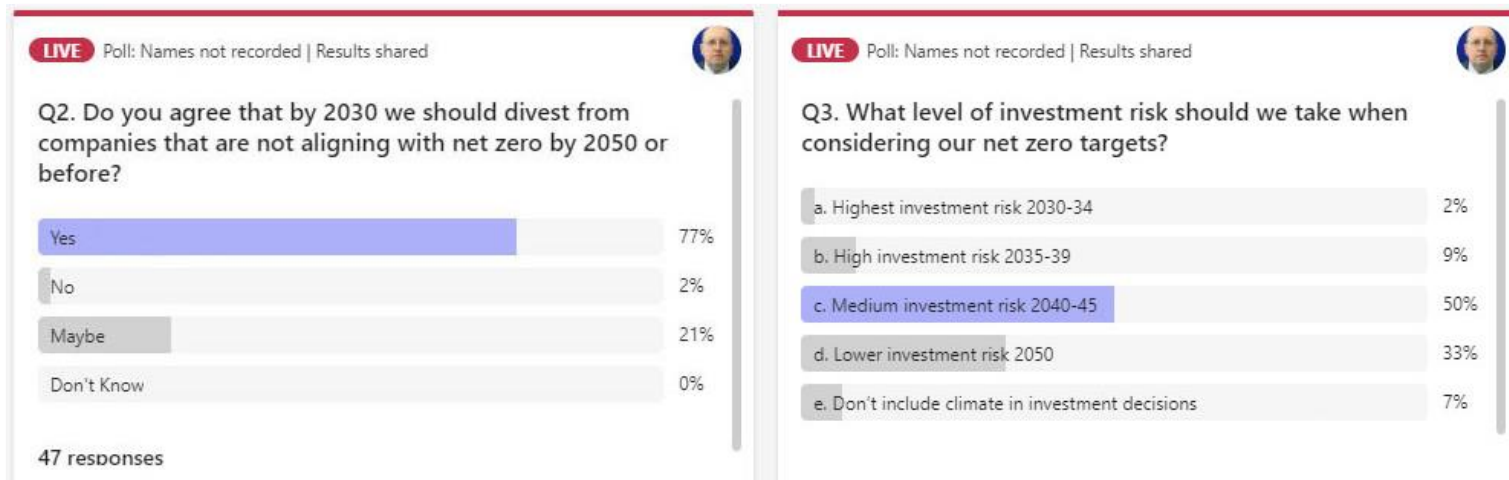 LIVE Poll: Names not recorded | Results shared
Q2. Do you agree that by 2030 we should divest from
companies that are not aligning with net zero by 2050 or
before?
Yes 77%
No 2%
Maybe 21%
Don't Know 0%
47 responses
LIVE Poll: Names not recorded | Results shared
Q3. What level of investment risk should we take when
considering our net zero targets?
a. Highest investment risk 2030-34 2%
b. High investment risk 2035-39 9%
c. Medium investment risk 2040-45 50%
d. Lower investment risk 2050 33%
e. Don't include climate in investment decisions 7%